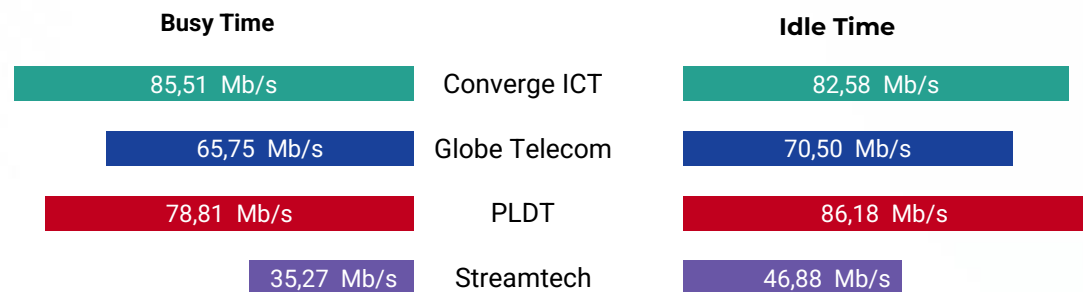 Busy Time Idle Time
85,51 Mb/s Converge ICT 82,58 Mb/s
65,75 Mb/s Globe Telecom 70,50 Mb/s
78,81 Mb/s PLDT 86,18 Mb/s
35,27 Mb/s Streamtech 46,88 Mb/s